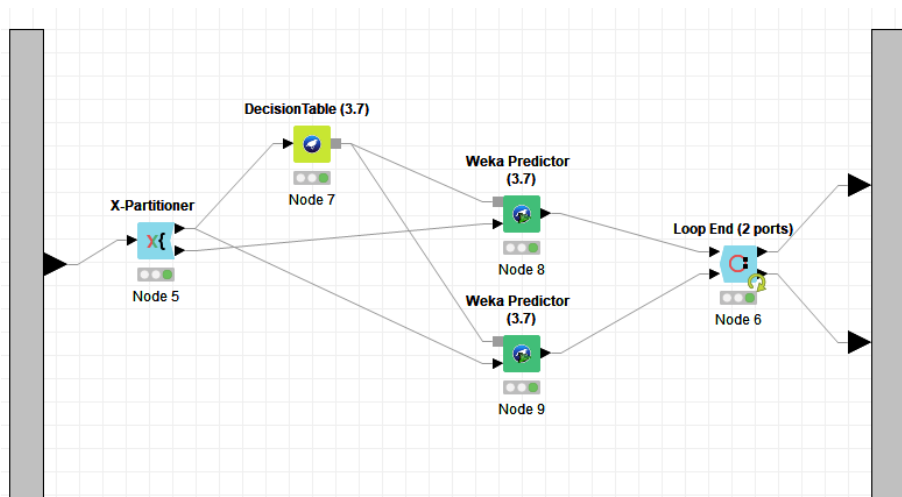 DecisionTable (3.7)
Node 7
Weka Predictor
(3.7)
Node 8
X-Partitioner
X{
Node 5
Loop End (2 ports)
Node 6
Weka Predictor
(3.7)
Node 9